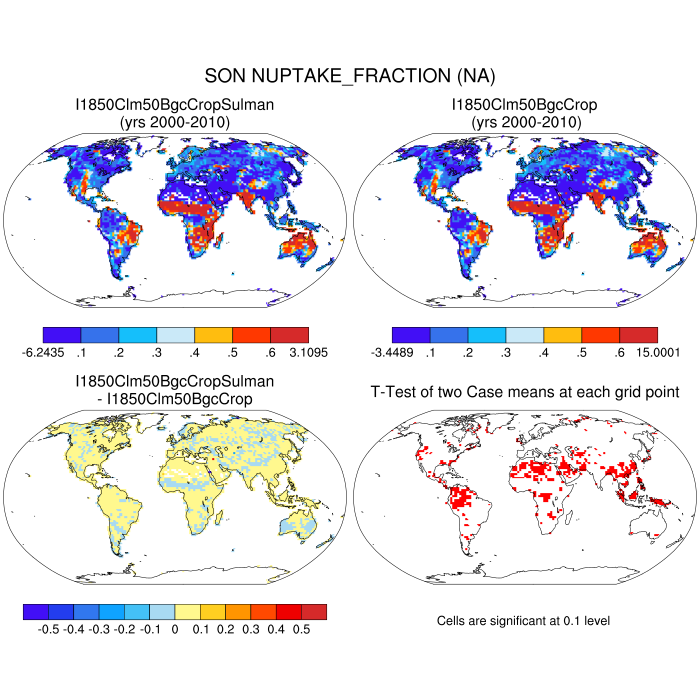 SON NUPTAKE_FRACTION (NA)
I1850Clm50BgcCropSulman
(yrs 2000-2010)
I1850Clm50BgcCrop
(yrs 2000-2010)
-6.2435 .1 .2 .3 .4 .5 .6 3.1095
-3.4489 .1 .2 .3 .4 .5 .6 15.0001
I1850Clm50BgcCropSulman
- I1850Clm50BgcCrop
T-Test of two Case means at each grid point
-0.5 -0.4 -0.3 -0.2 -0.1 0 0.1 0.2 0.3 0.4 0.5
Cells are significant at 0.1 level